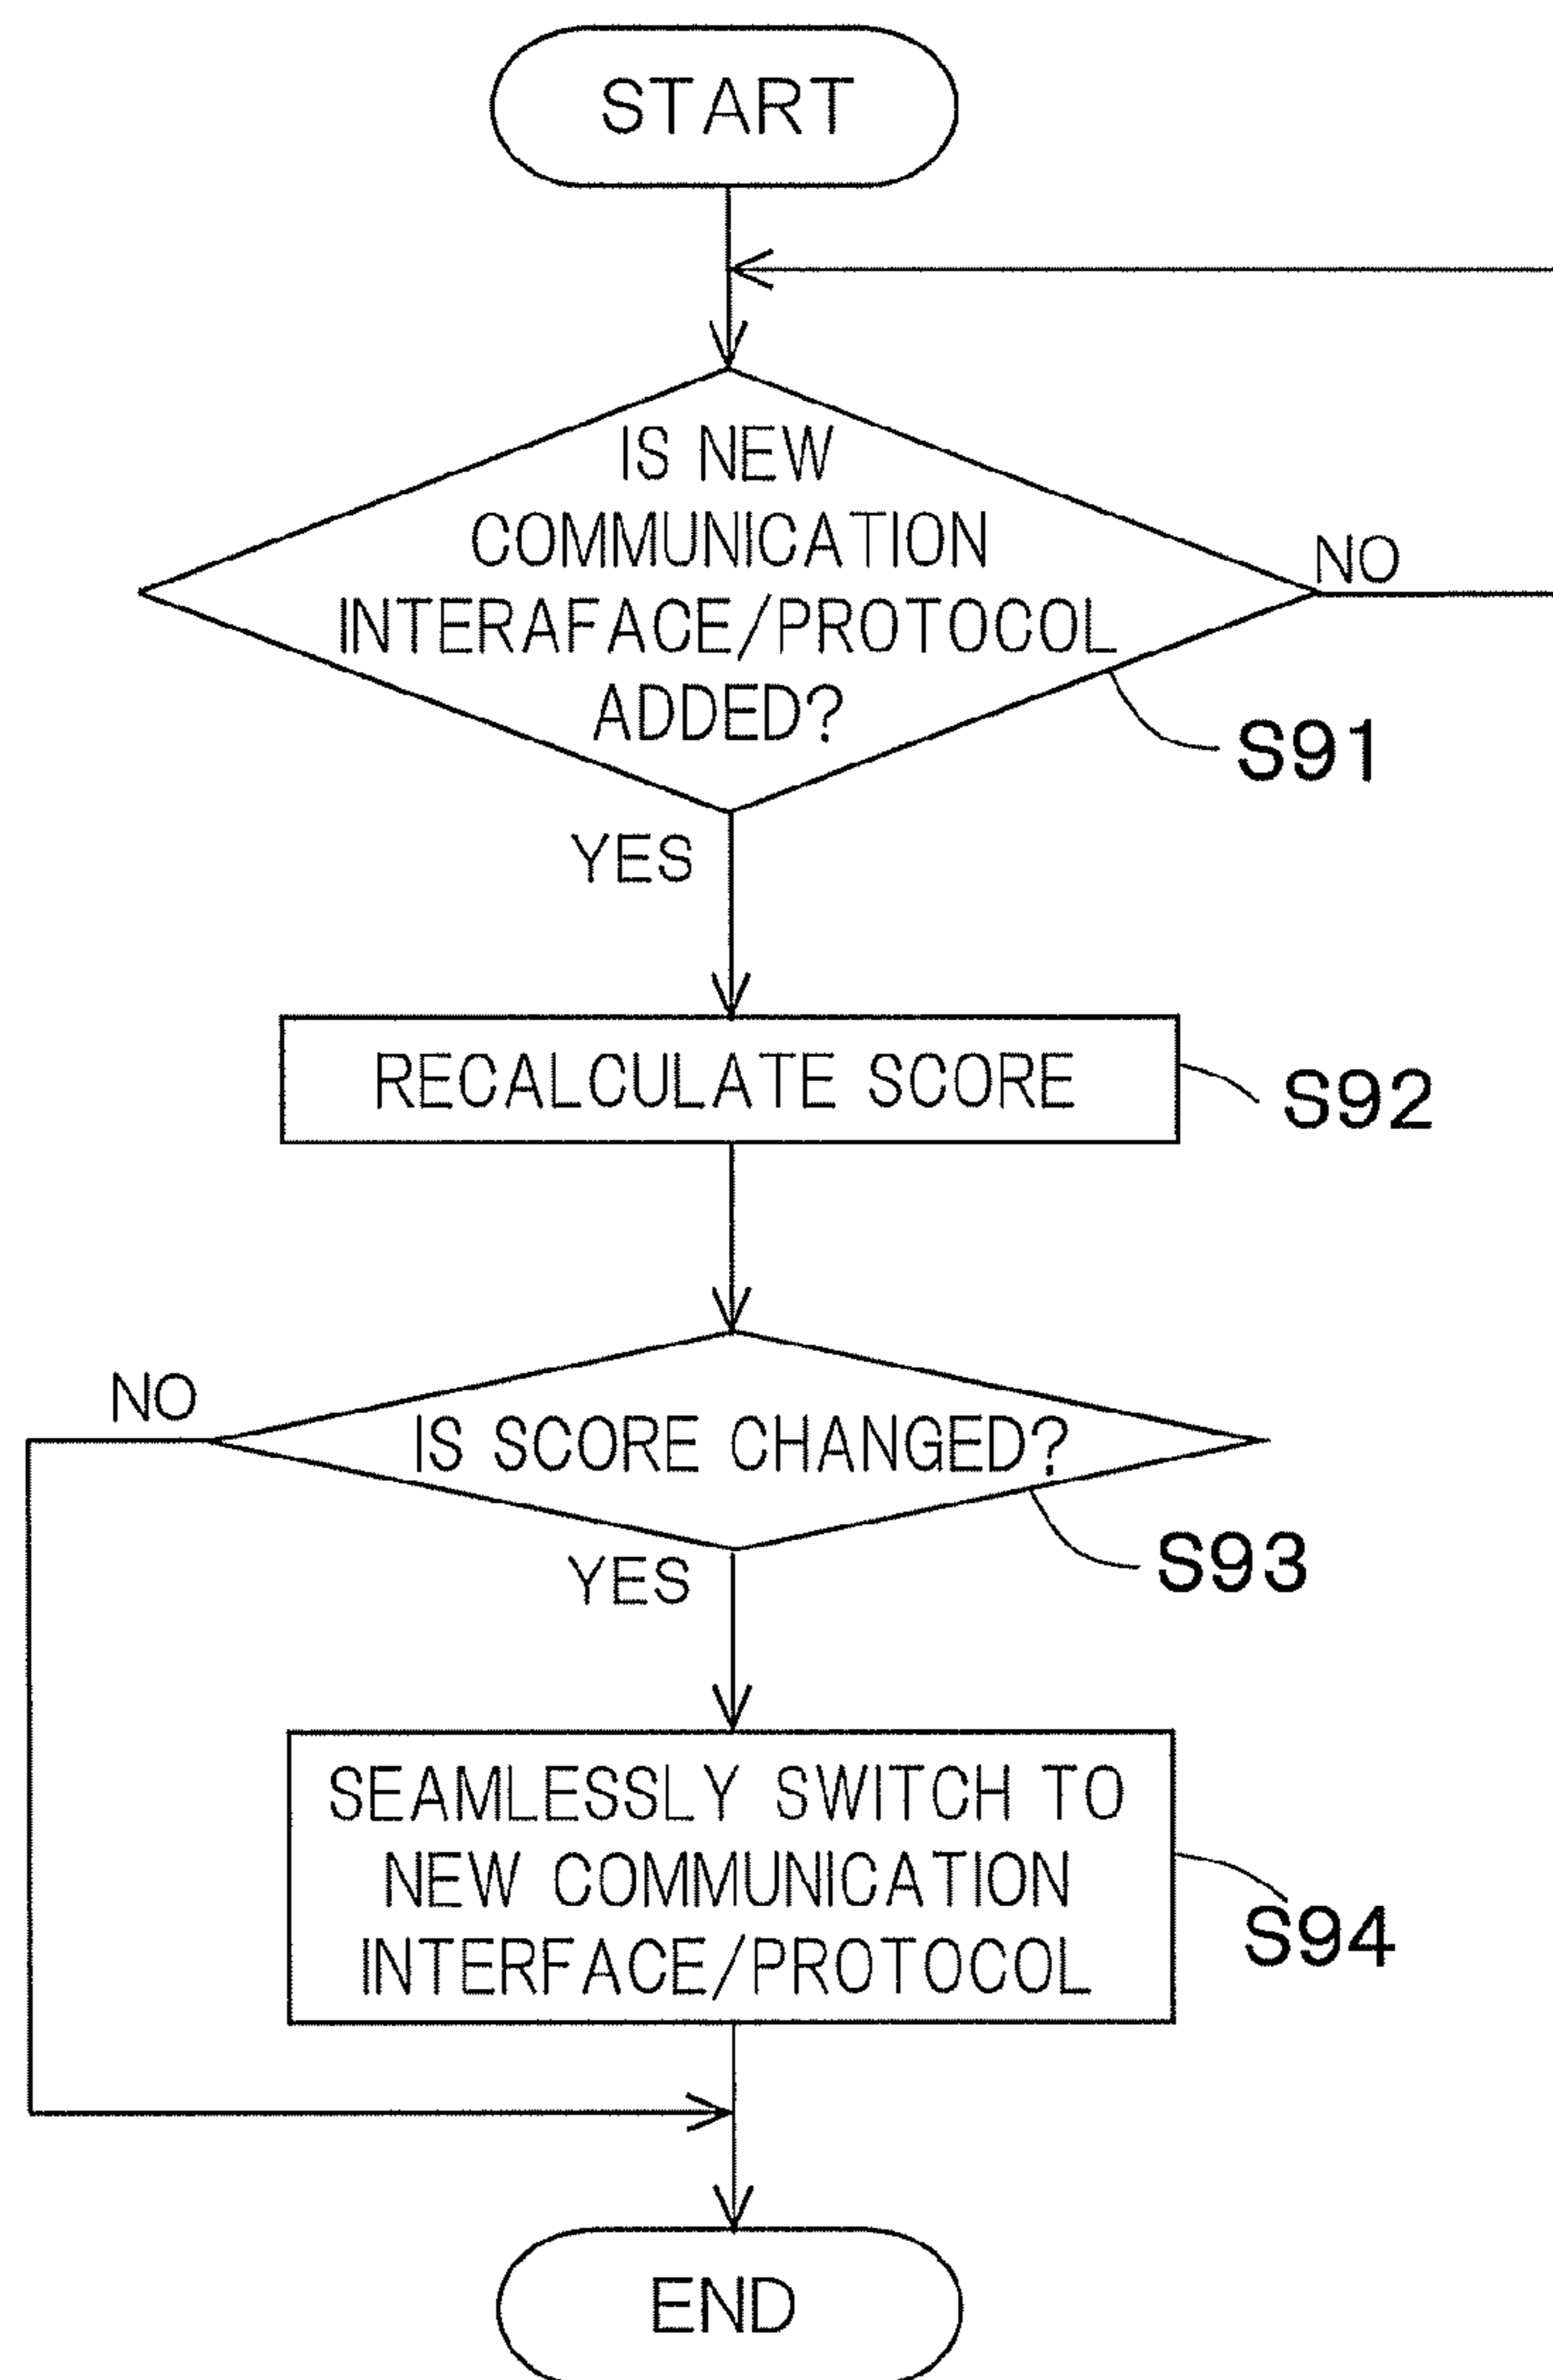 START
IS NEW
COMMUNICATION
INTERAFACE/PROTOCOL
ADDED?
NO
S91
YES
RECALCULATE SCORE
S92
NO
IS SCORE CHANGED?
S93
YES
SEAMLESSLY SWITCH TO
NEW COMMUNICATION
INTERFACE/PROTOCOL
S94
END